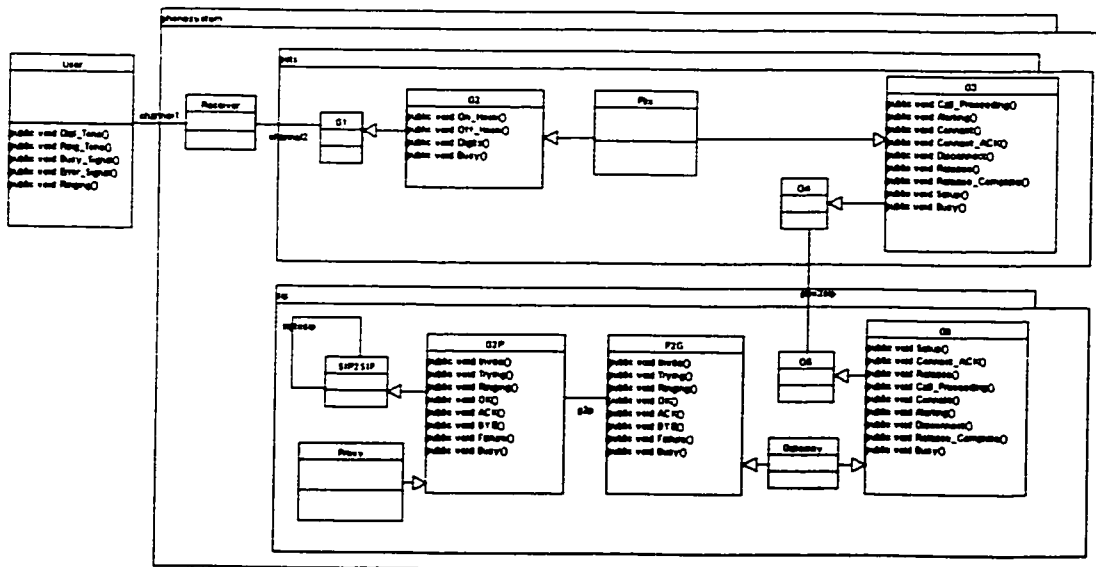 phonesystem
User
public void Dial_Tone()
public void Ring_Tone()
public void Busy_Signal()
public void Error_Signal()
public void Ringing()
channel1
Receiver
channel2
pots
G1
G2
public void On_Hook()
public void Off_Hook()
public void Digits()
public void Busy()
Pbx
G3
public void Call_Proceeding()
public void Alerting()
public void Connect()
public void Connect_ACK()
public void Disconnect()
public void Release()
public void Release_Complete()
public void Setup()
public void Busy()
G4
sip
SIP2SIP
G2P
public void Invite()
public void Trying()
public void Ringing()
public void OK()
public void ACK()
public void BYE()
public void Failure()
public void Busy()
Proxy
P2G
public void Invite()
public void Trying()
public void Ringing()
public void OK()
public void ACK()
public void BYE()
public void Failure()
public void Busy()
Gateway
public void Setup()
public void Connect_ACK()
public void Release()
public void Call_Proceeding()
public void Connect()
public void Alerting()
public void Disconnect()
public void Release_Complete()
public void Busy()